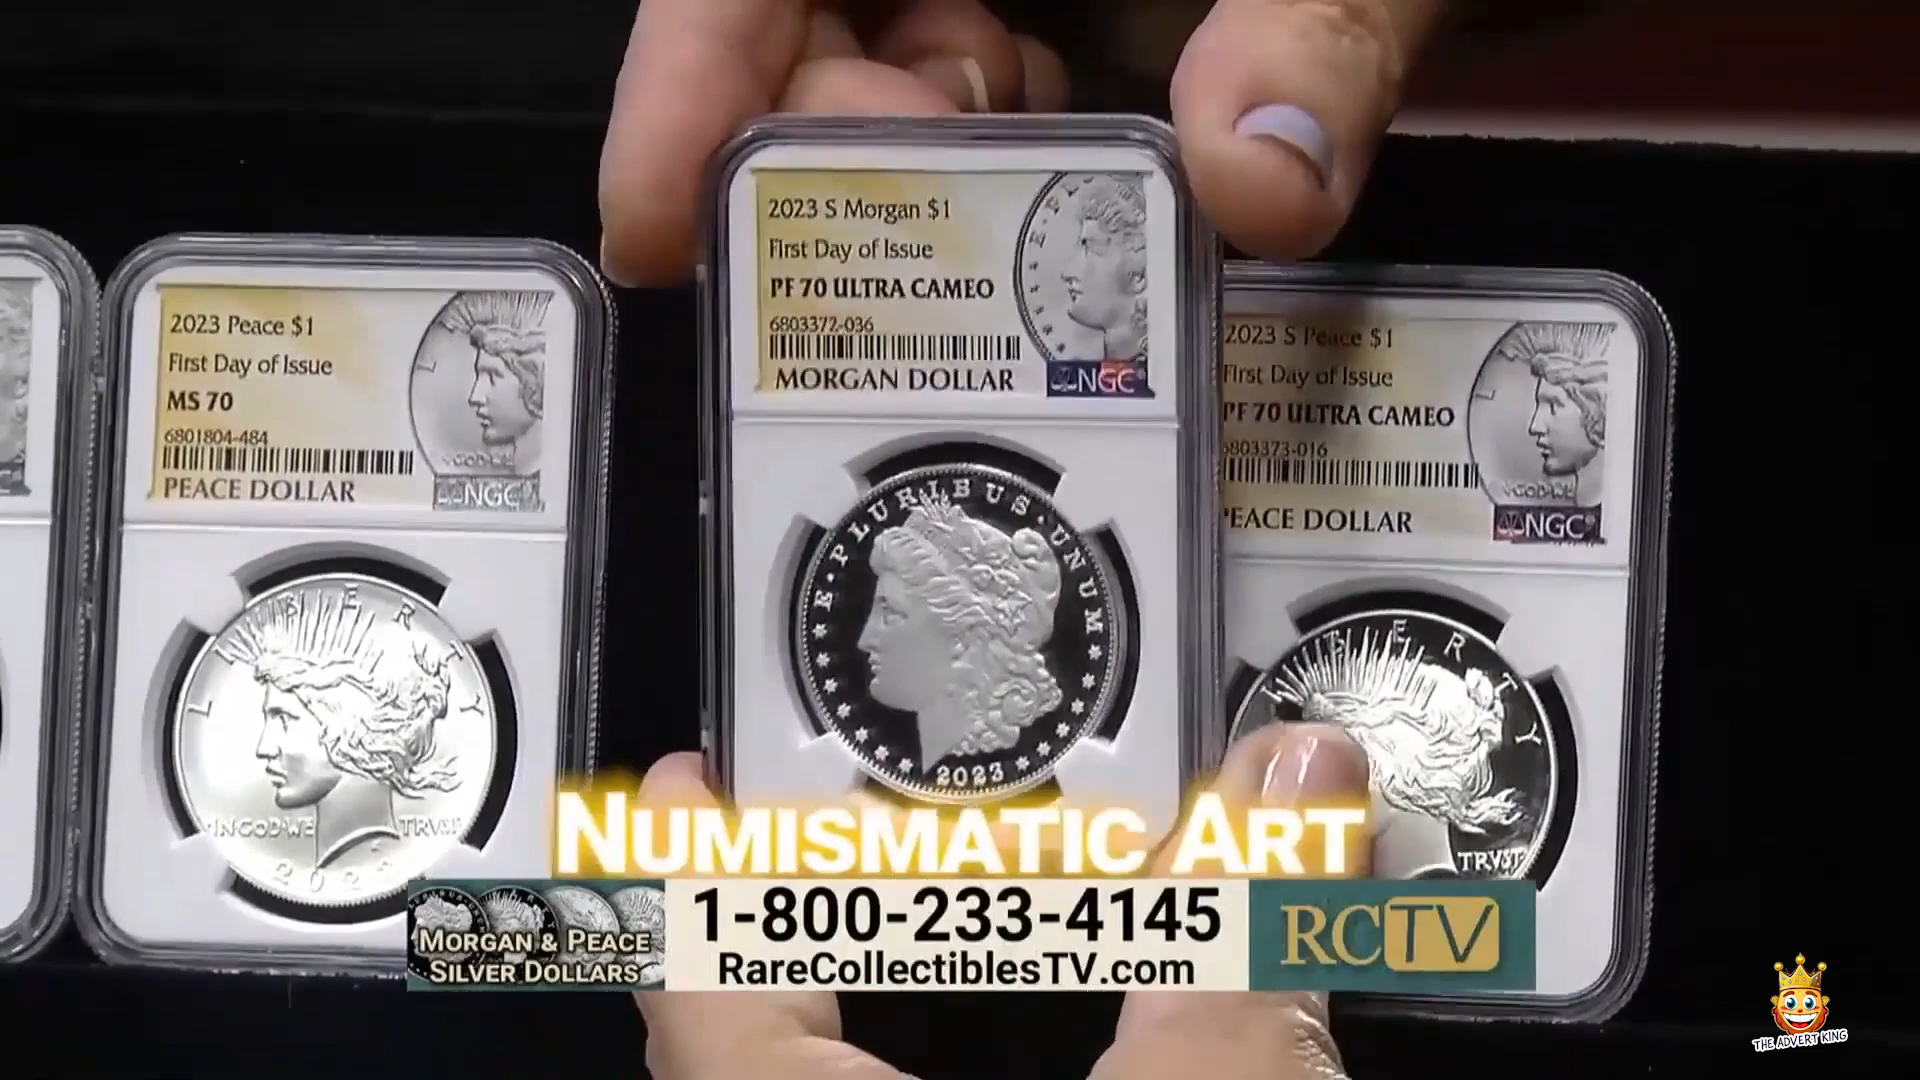 2023 Peace $1
First Day of Issue
MS 70
6801804-484
PEACE DOLLAR
NGC
LIBERTY
IN GOD WE TRVST
2023 S Morgan $1
First Day of Issue
PF 70 ULTRA CAMEO
6803372-036
MORGAN DOLLAR
NGC
E·PLURIBUS·UNUM
2023
2023 S Peace $1
First Day of Issue
PF 70 ULTRA CAMEO
6803373-016
PEACE DOLLAR
NGC
LIBERTY
TRVST
NUMISMATIC ART
MORGAN & PEACE
SILVER DOLLARS
1-800-233-4145
RareCollectiblesTV.com
RCTV
THE ADVERT KING